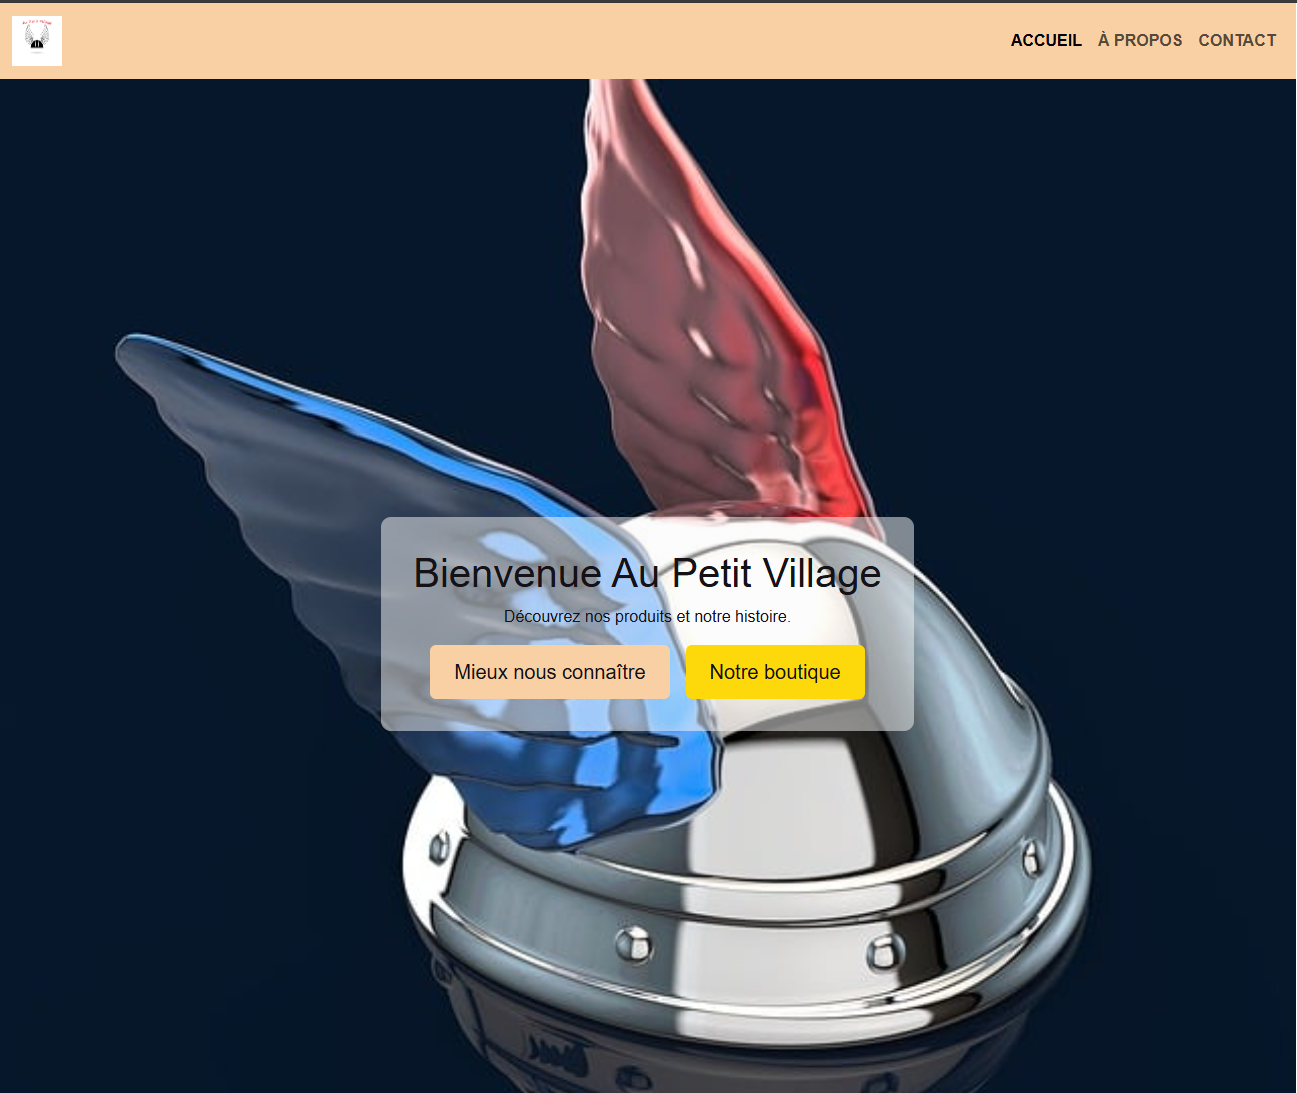 ACCUEIL À PROPOS CONTACT
Bienvenue Au Petit Village
Découvrez nos produits et notre histoire.
Mieux nous connaître Notre boutique